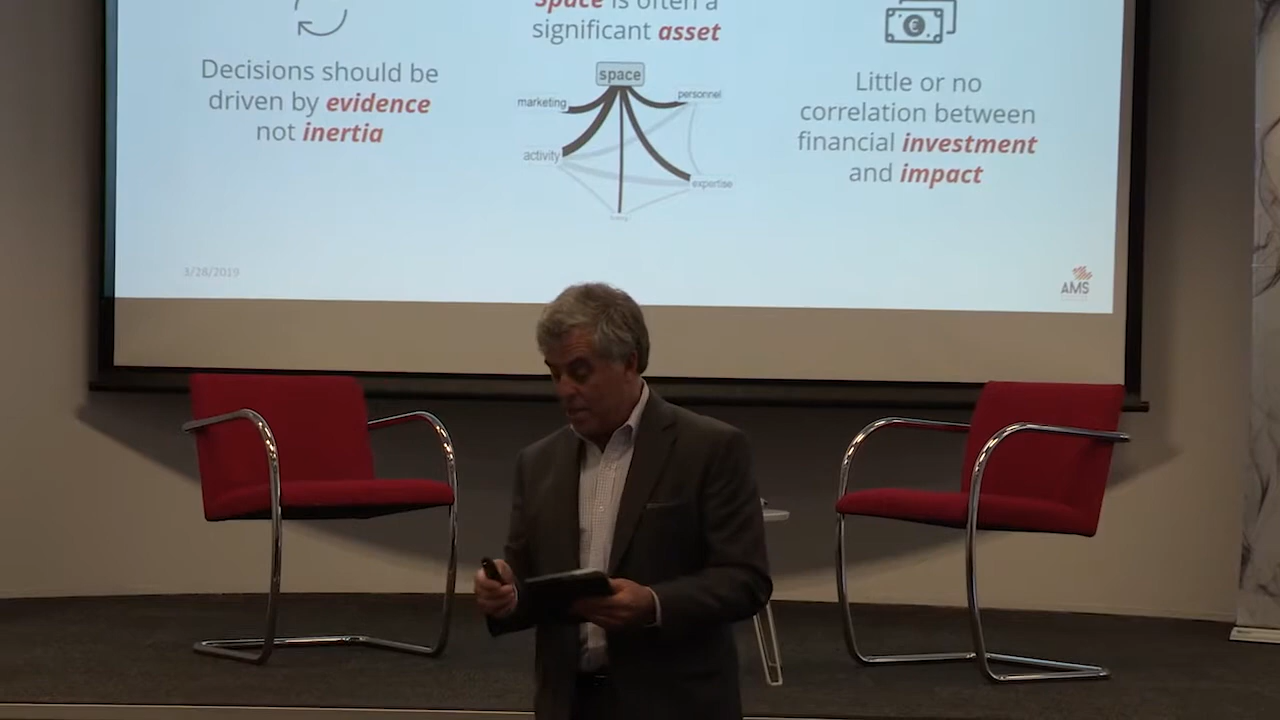 Decisions should be
driven by evidence
not inertia
Space is often a
significant asset
space
marketing
personnel
activity
expertise
€
Little or no
correlation between
financial investment
and impact
3/28/2019
AMS